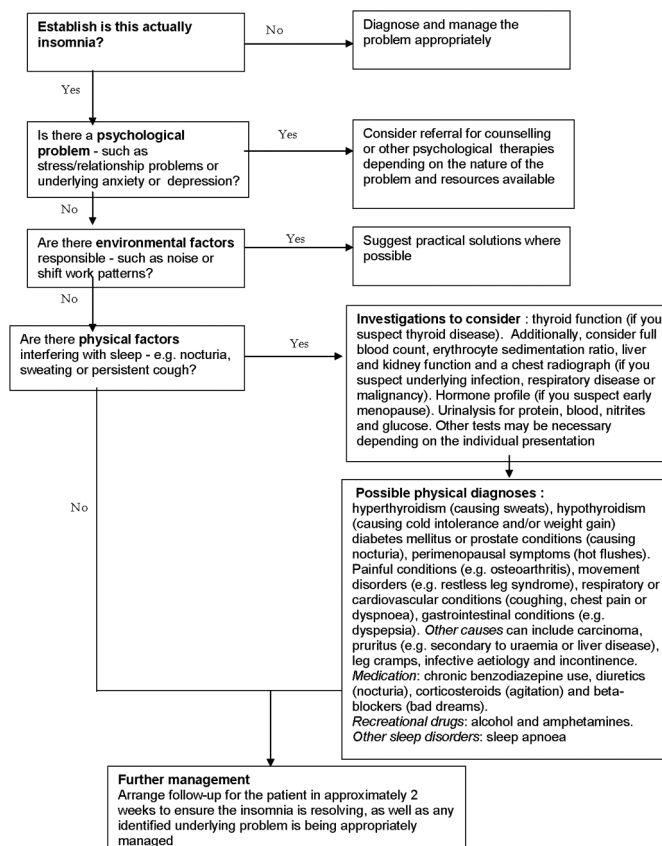 Establish is this actually
insomnia?
No
Diagnose and manage the
problem appropriately
Yes
Is there a psychological
problem - such as
stress/relationship problems or
underlying anxiety or depression?
Yes
Consider referral for counselling
or other psychological therapies
depending on the nature of the
problem and resources available
No
Are there environmental factors
responsible - such as noise or
shift work patterns?
Yes
Suggest practical solutions where
possible
No
Are there physical factors
interfering with sleep - e.g. nocturia,
sweating or persistent cough?
Yes
Investigations to consider : thyroid function (if you
suspect thyroid disease). Additionally, consider full
blood count, erythrocyte sedimentation ratio, liver
and kidney function and a chest radiograph (if you
suspect underlying infection, respiratory disease or
malignancy). Hormone profile (if you suspect early
menopause). Urinalysis for protein, blood, nitrites
and glucose. Other tests may be necessary
depending on the individual presentation
No
Possible physical diagnoses :
hyperthyroidism (causing sweats), hypothyroidism
(causing cold intolerance and/or weight gain)
diabetes mellitus or prostate conditions (causing
nocturia), perimenopausal symptoms (hot flushes).
Painful conditions (e.g. osteoarthritis), movement
disorders (e.g. restless leg syndrome), respiratory or
cardiovascular conditions (coughing, chest pain or
dyspnoea), gastrointestinal conditions (e.g.
dyspepsia). Other causes can include carcinoma,
pruritus (e.g. secondary to uraemia or liver disease),
leg cramps, infective aetiology and incontinence.
Medication: chronic benzodiazepine use, diuretics
(nocturia), corticosteroids (agitation) and beta-
blockers (bad dreams).
Recreational drugs: alcohol and amphetamines.
Other sleep disorders: sleep apnoea
Further management
Arrange follow-up for the patient in approximately 2
weeks to ensure the insomnia is resolving, as well as any
identified underlying problem is being appropriately
managed